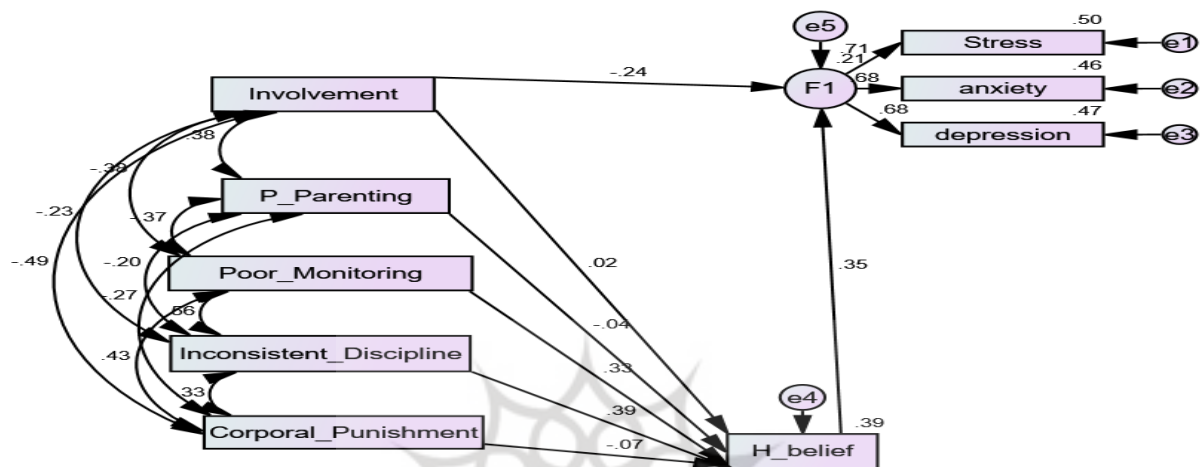 e5
.50
.71
Stress
e1
.21
-.24
.46
Involvement
F1
.68
anxiety
e2
.68
.47
.38
depression
e3
-.38
P_Parenting
-.23
-.37
-.49
-.20
Poor_Monitoring
.02
.35
-.27
.56
-.04
.33
Inconsistent_Discipline
.43
.33
.39
e4
Corporal_Punishment
-.07
.39
H_belief